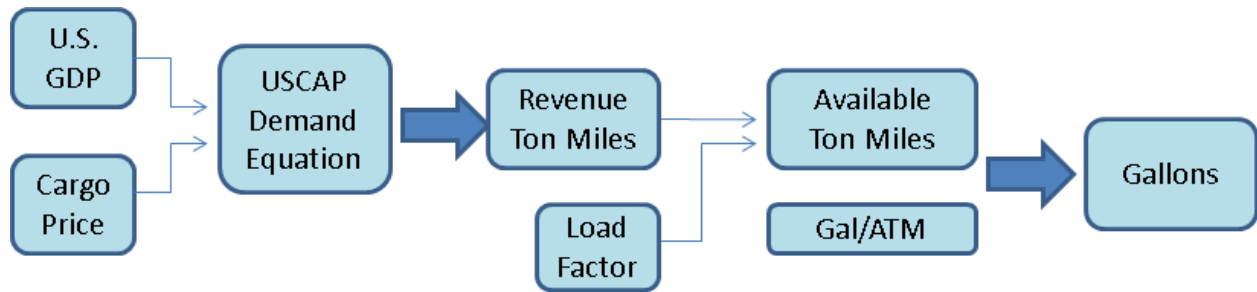 U.S.
GDP
Cargo
Price
USCAP
Demand
Equation
Revenue
Ton Miles
Load
Factor
Available
Ton Miles
Gal/ATM
Gallons